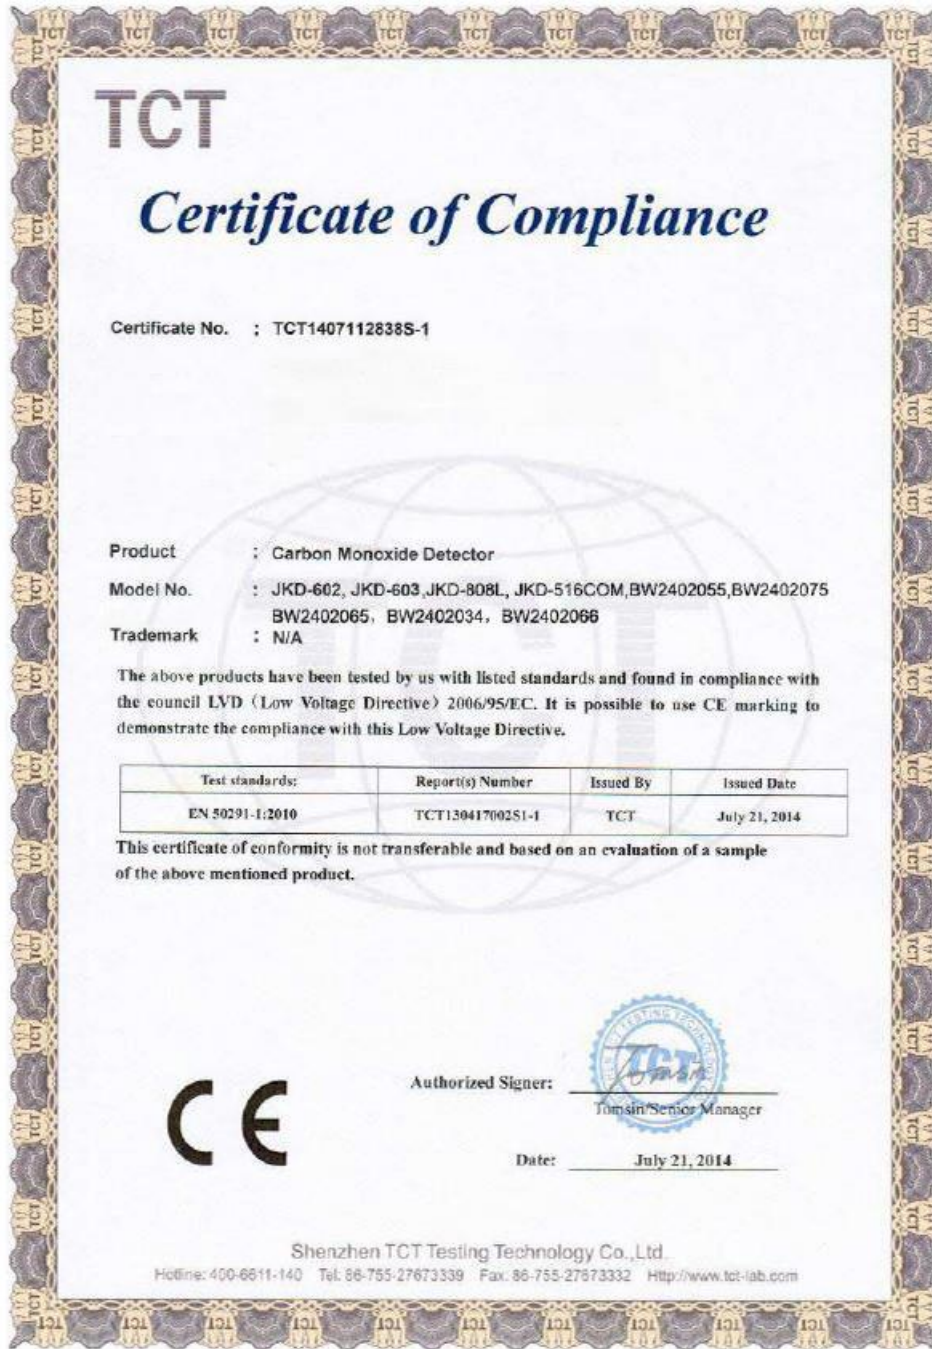 TCT
Certificate of Compliance
Certificate No. : TCT1407112838S-1
Product : Carbon Monoxide Detector
Model No. : JKD-602, JKD-603,JKD-808L, JKD-516COM,BW2402055,BW2402075
BW2402065，BW2402034，BW2402066
Trademark : N/A
The above products have been tested by us with listed standards and found in compliance with
the council LVD（Low Voltage Directive）2006/95/EC. It is possible to use CE marking to
demonstrate the compliance with this Low Voltage Directive.
Test standards: Report(s) Number Issued By Issued Date
EN 50291-1:2010 TCT130417002S1-1 TCT July 21, 2014
This certificate of conformity is not transferable and based on an evaluation of a sample
of the above mentioned product.
CE
TCT
Authorized Signer: Tomsin
Tomsin/Senior Manager
Date: July 21, 2014
Shenzhen TCT Testing Technology Co.,Ltd.
Hotline: 400-6611-140 Tel: 86-755-27673339 Fax: 86-755-27673332 Http://www.tct-lab.com